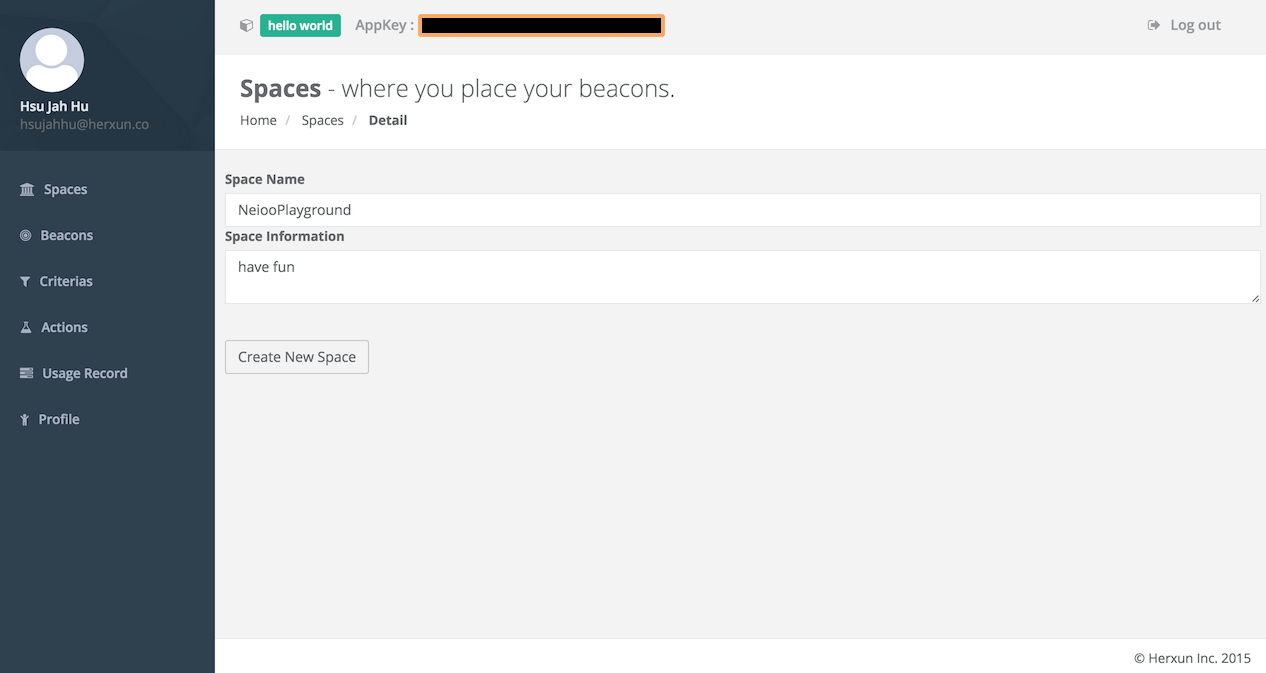 hello world AppKey : Log out
Hsu Jah Hu
hsujahhu@herxun.co
Spaces
Beacons
Criterias
Actions
Usage Record
Profile
Spaces - where you place your beacons.
Home / Spaces / Detail
Space Name
NeiooPlayground
Space Information
have fun
Create New Space
© Herxun Inc. 2015